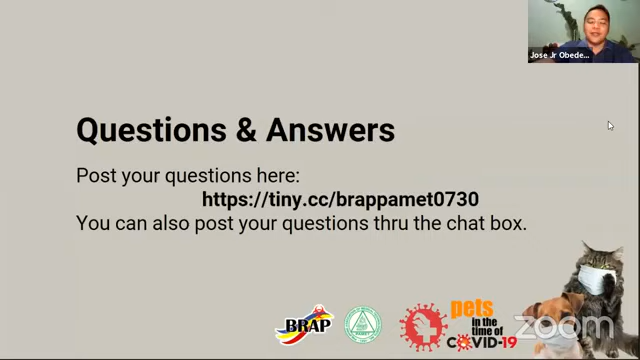 Jose Jr Obede...
Questions & Answers
Post your questions here:
https://tiny.cc/brappamet0730
You can also post your questions thru the chat box.
BRAP
pets
in the
time of
COVID-19
zoom